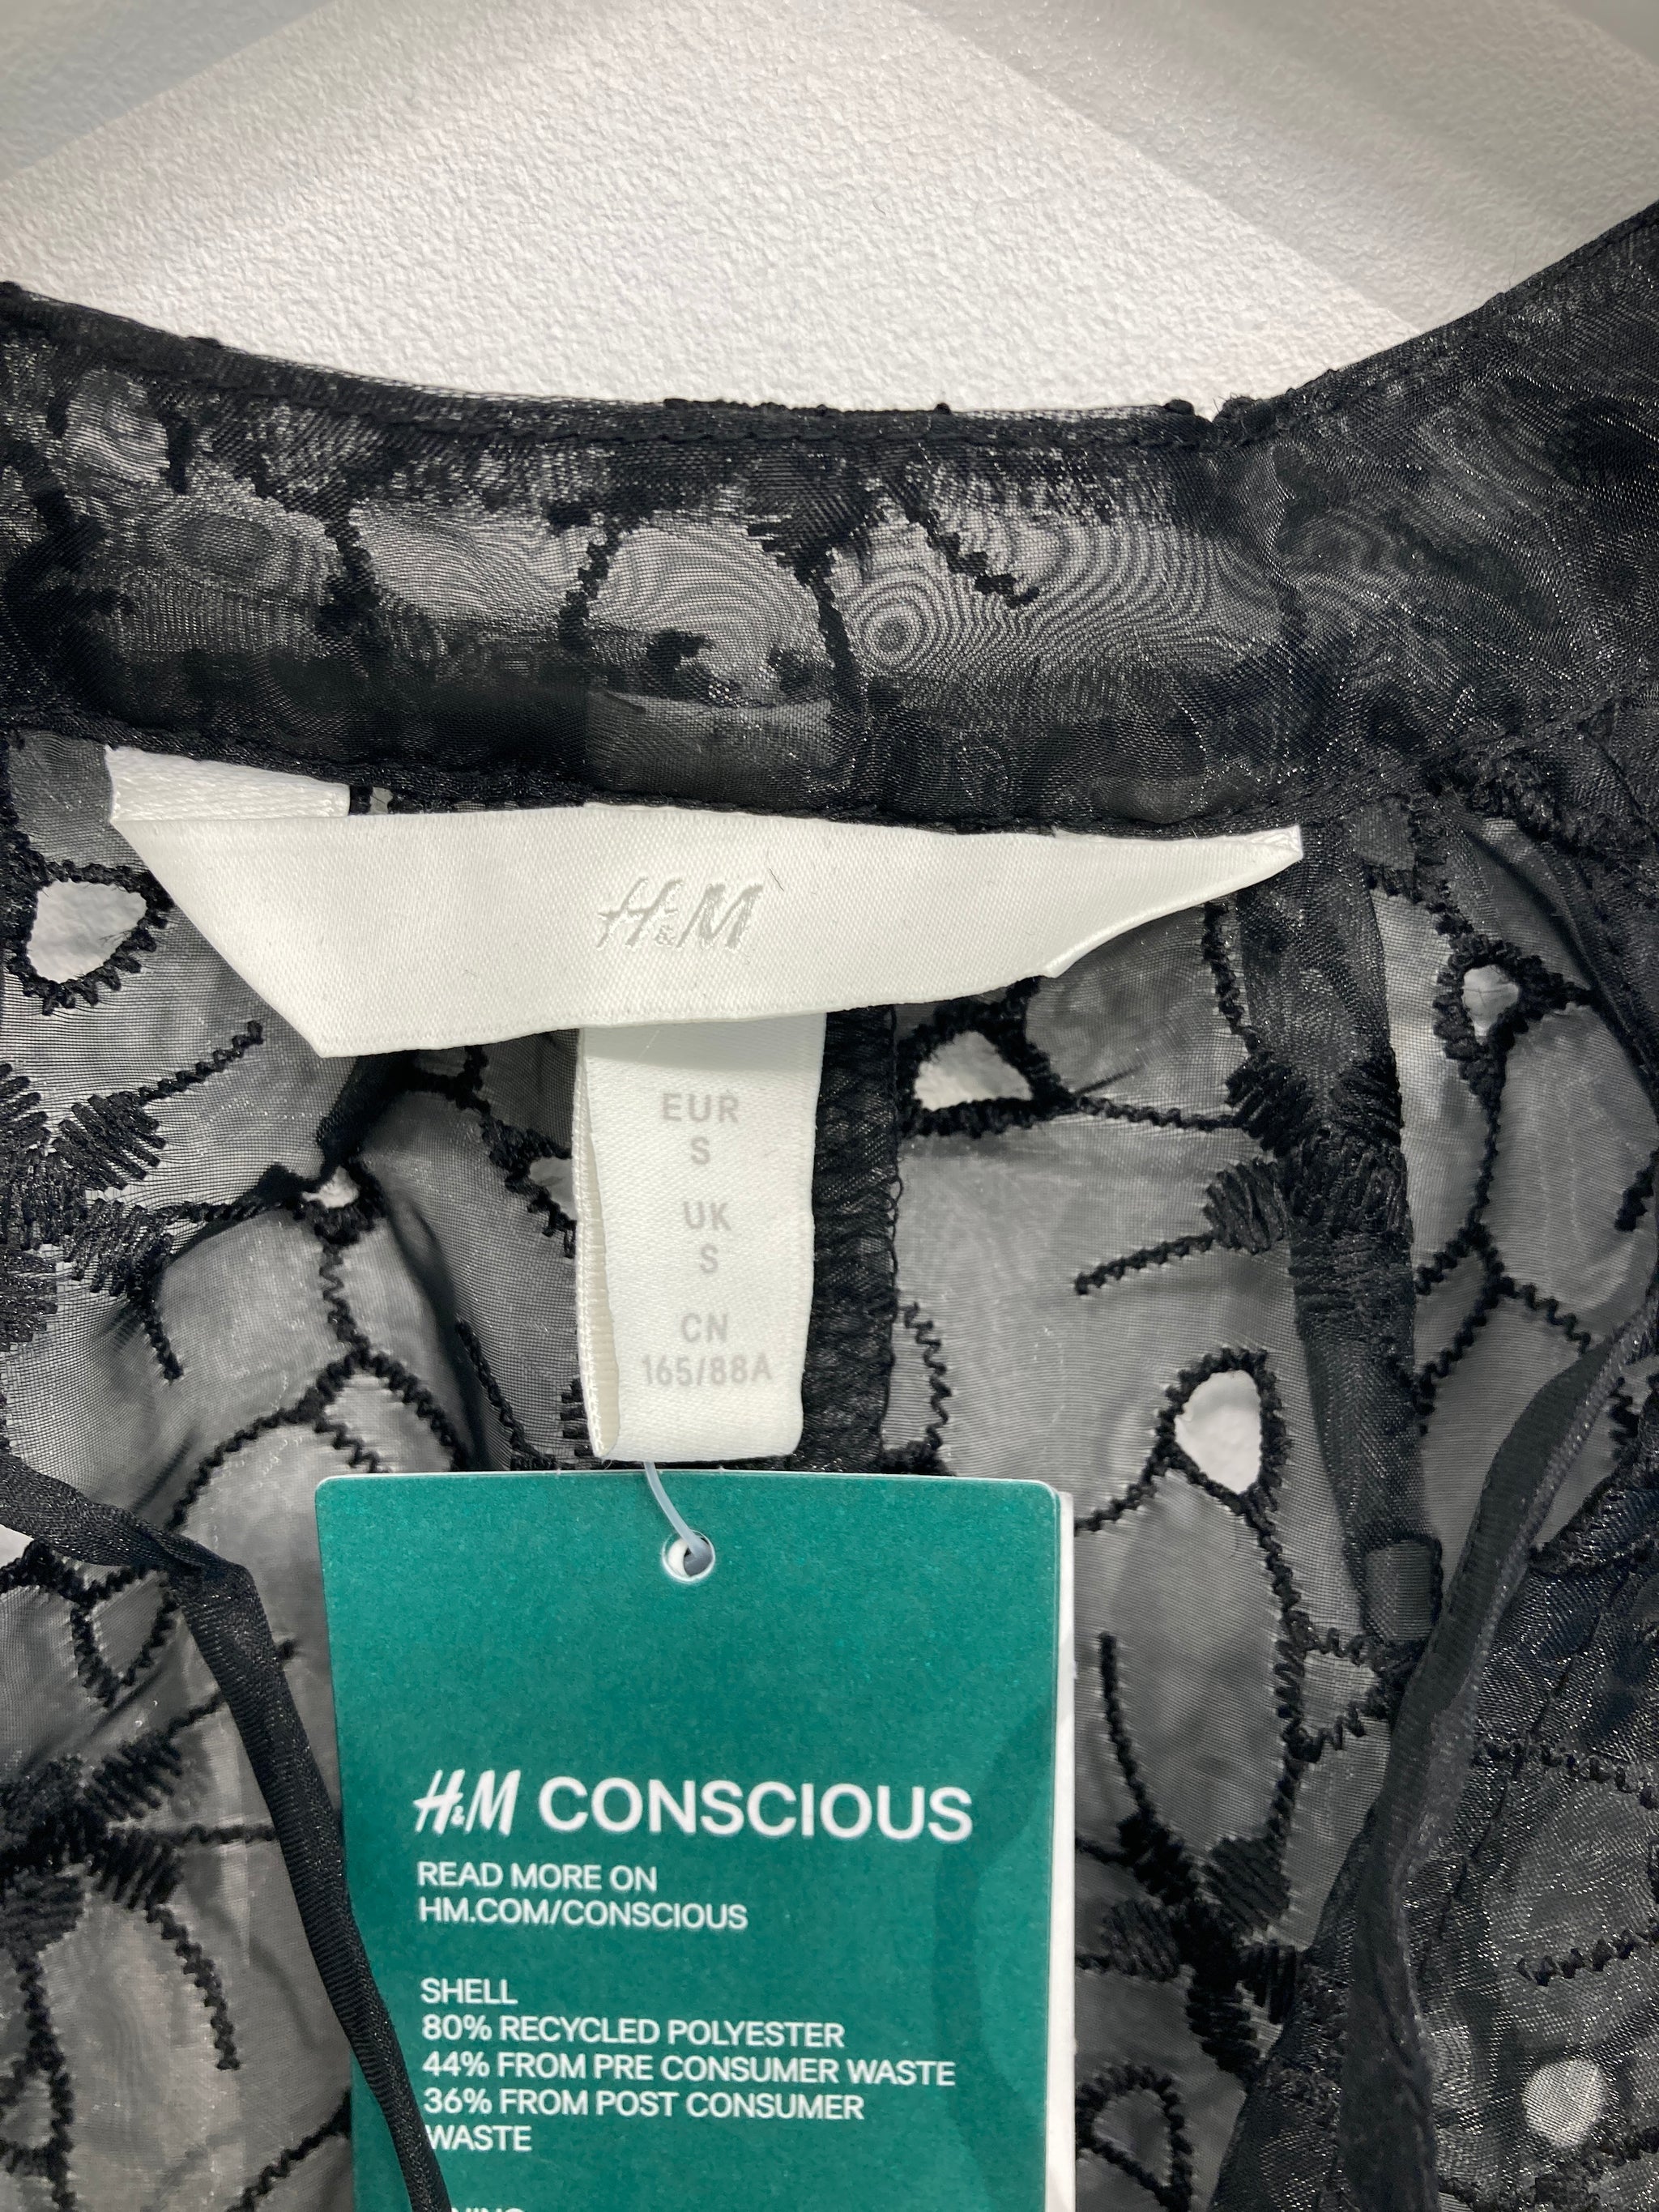 H&M
EUR
S
UK
S
CN
165/88A
H&M CONSCIOUS
READ MORE ON
HM.COM/CONSCIOUS
SHELL
80% RECYCLED POLYESTER
44% FROM PRE CONSUMER WASTE
36% FROM POST CONSUMER
WASTE